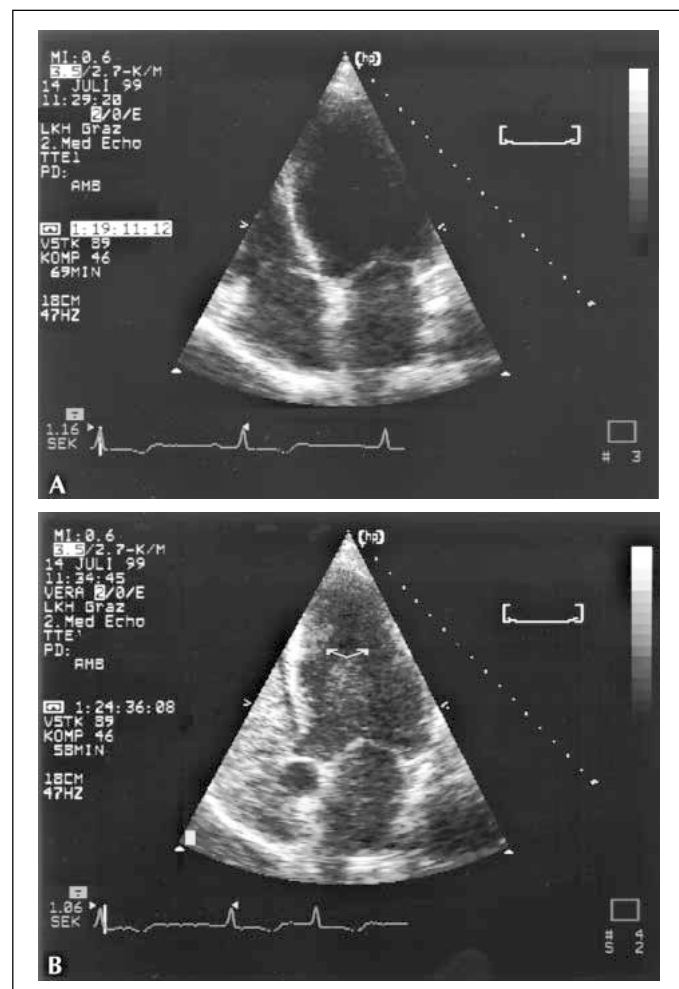 MI:0.6
3.5/2.7-K/M
14 JULI 99
11:29:20
2/0/E
LKH Graz
2.Med Echo
TTE1
PD:
AMB
1:19:11:12
VSTK 89
KOMP 46
69MIN
18CM
47HZ
(hp)
1.16
SEK
# 3
A
MI:0.6
3.5/2.7-K/M
14 JULI 99
11:34:45
VERA 2/0/E
LKH Graz
2.Med Echo
PD:
AMB
1:24:36:08
VSTK 89
KOMP 46
58MIN
18CM
47HZ
(hp)
1.06
SEK
# 4
S 2
B